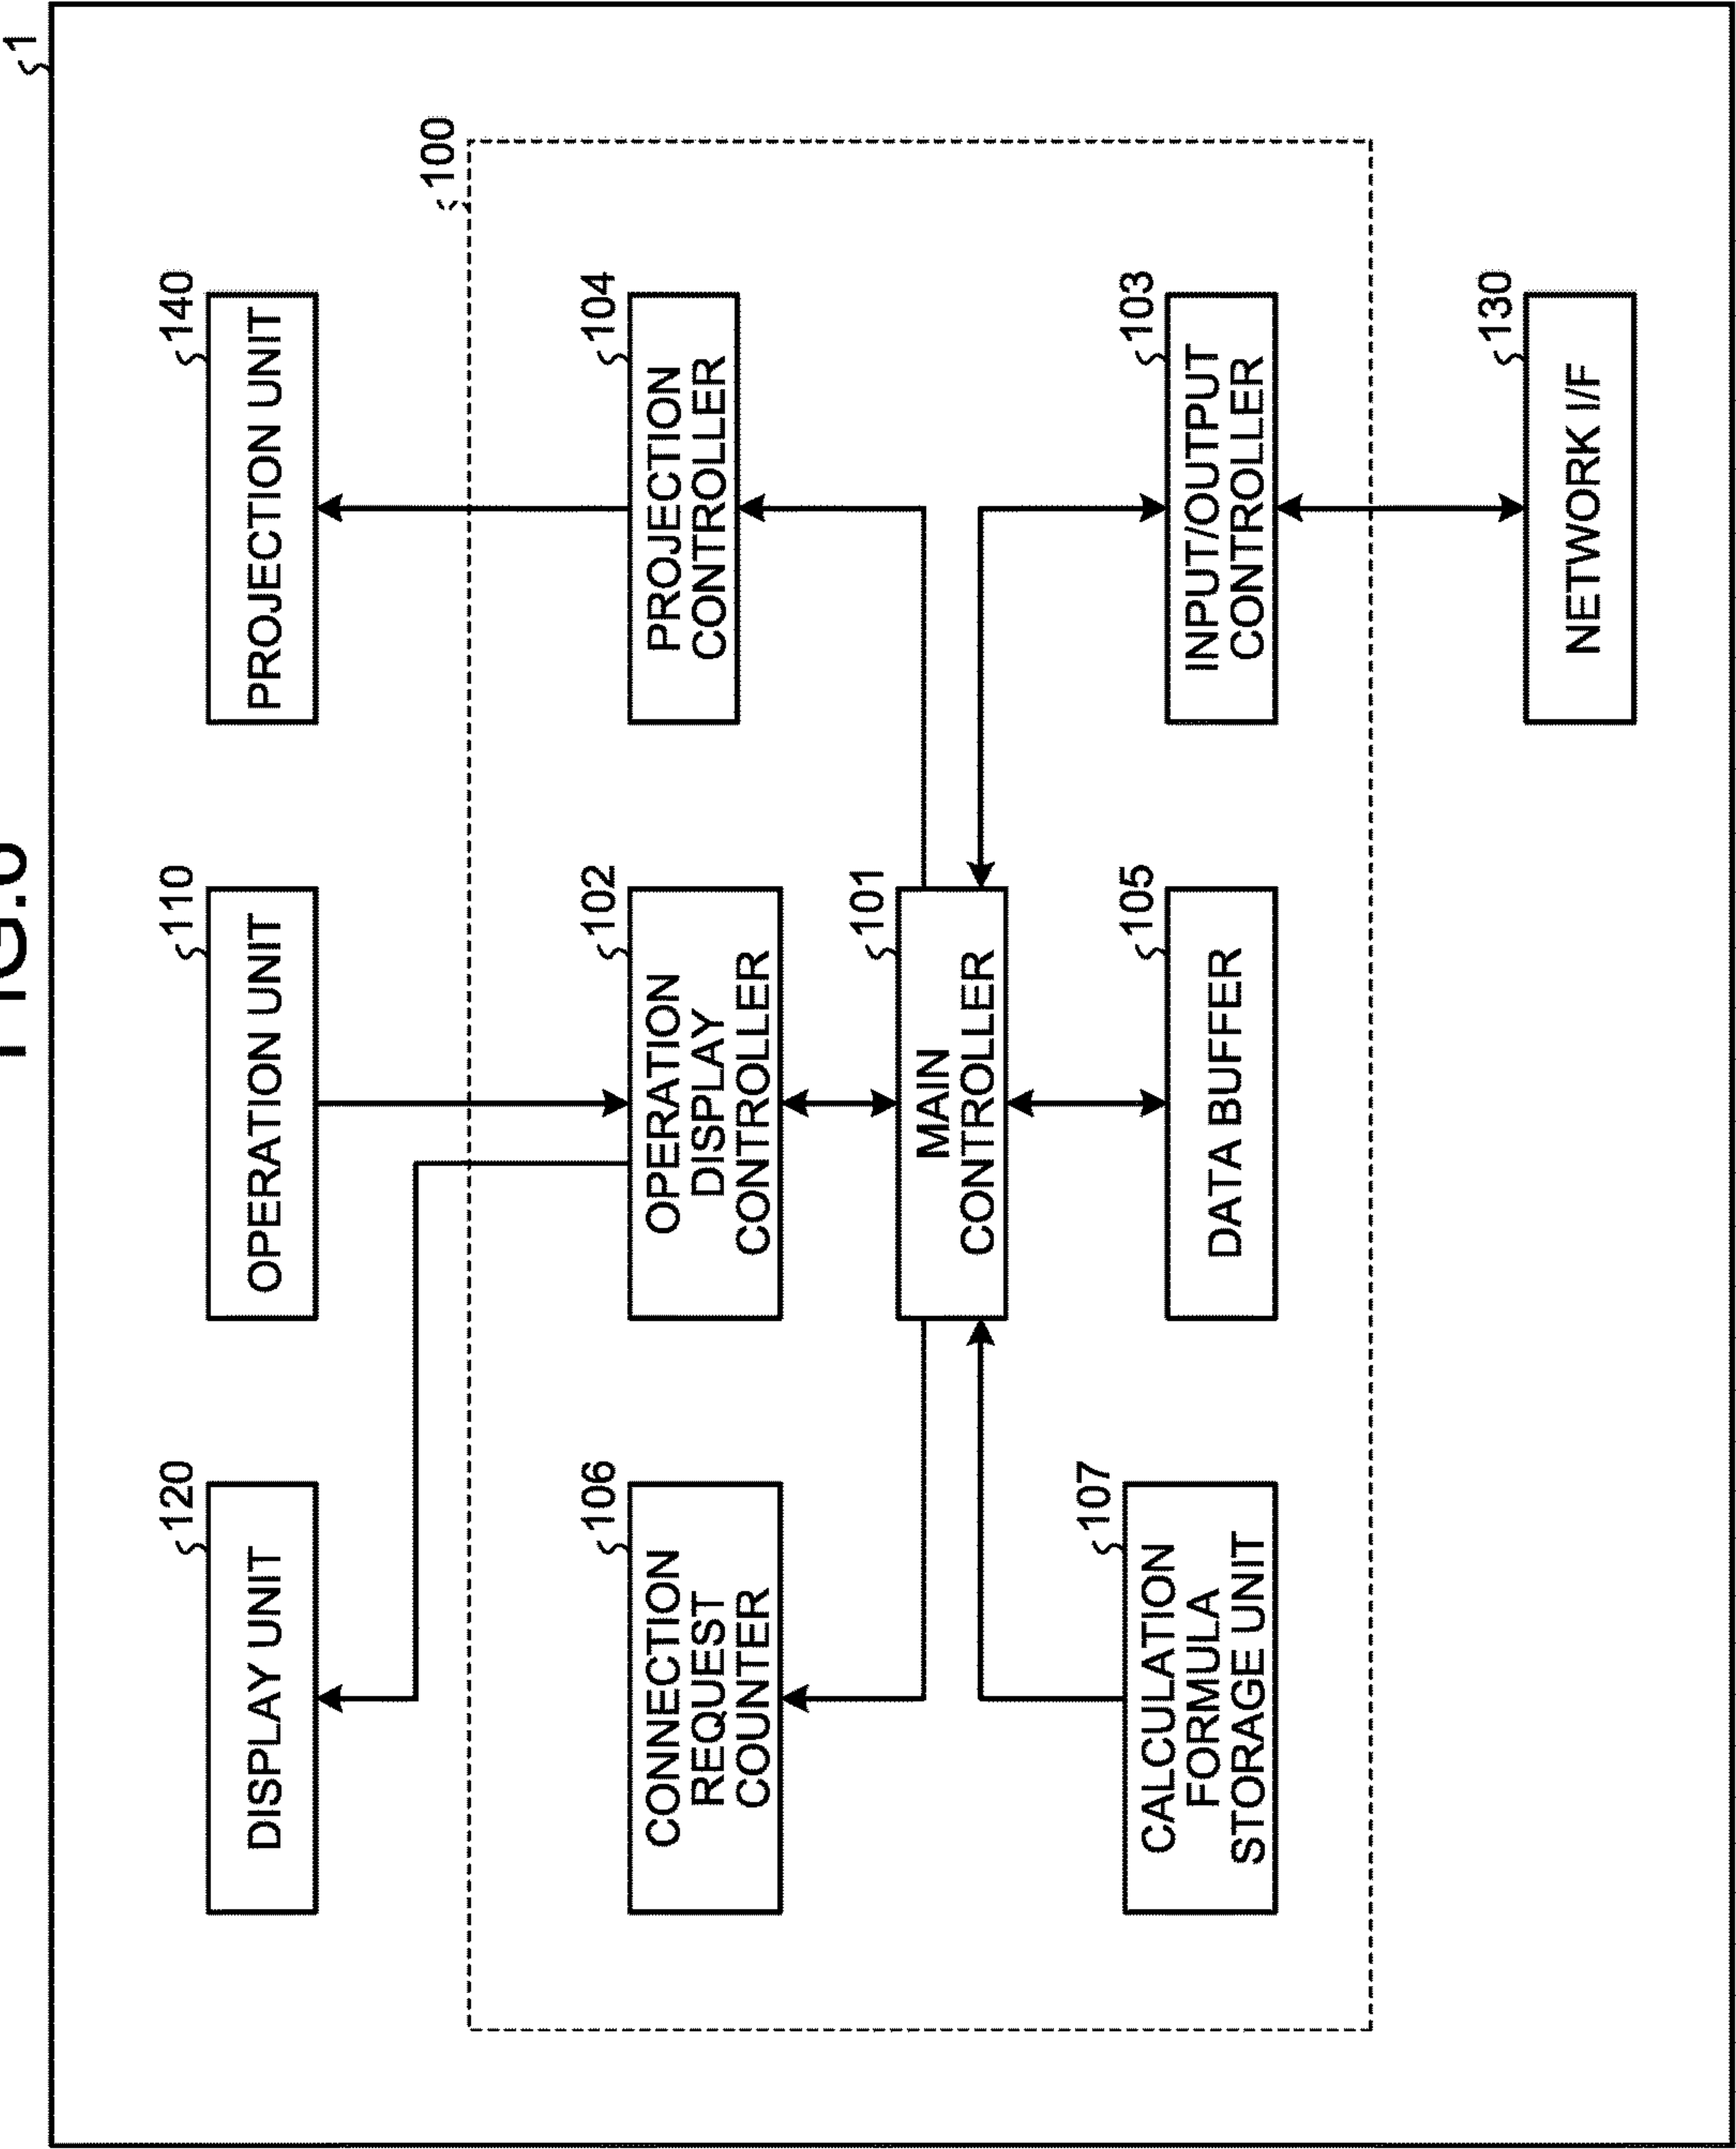 1
120
DISPLAY UNIT
110
OPERATION UNIT
140
PROJECTION UNIT
100
106
CONNECTION
REQUEST
COUNTER
102
OPERATION
DISPLAY
CONTROLLER
104
PROJECTION
CONTROLLER
101
MAIN
CONTROLLER
107
CALCULATION
FORMULA
STORAGE UNIT
105
DATA BUFFER
103
INPUT/OUTPUT
CONTROLLER
130
NETWORK I/F